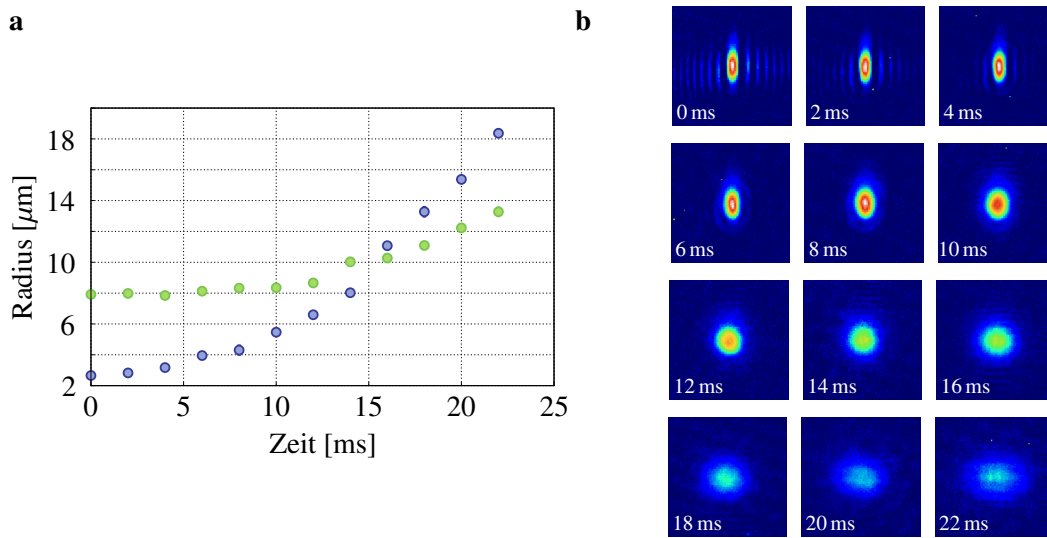 a
b
Radius [μm]
18
14
10
6
2
0
5
10
15
20
25
Zeit [ms]
0 ms
2 ms
4 ms
6 ms
8 ms
10 ms
12 ms
14 ms
16 ms
18 ms
20 ms
22 ms